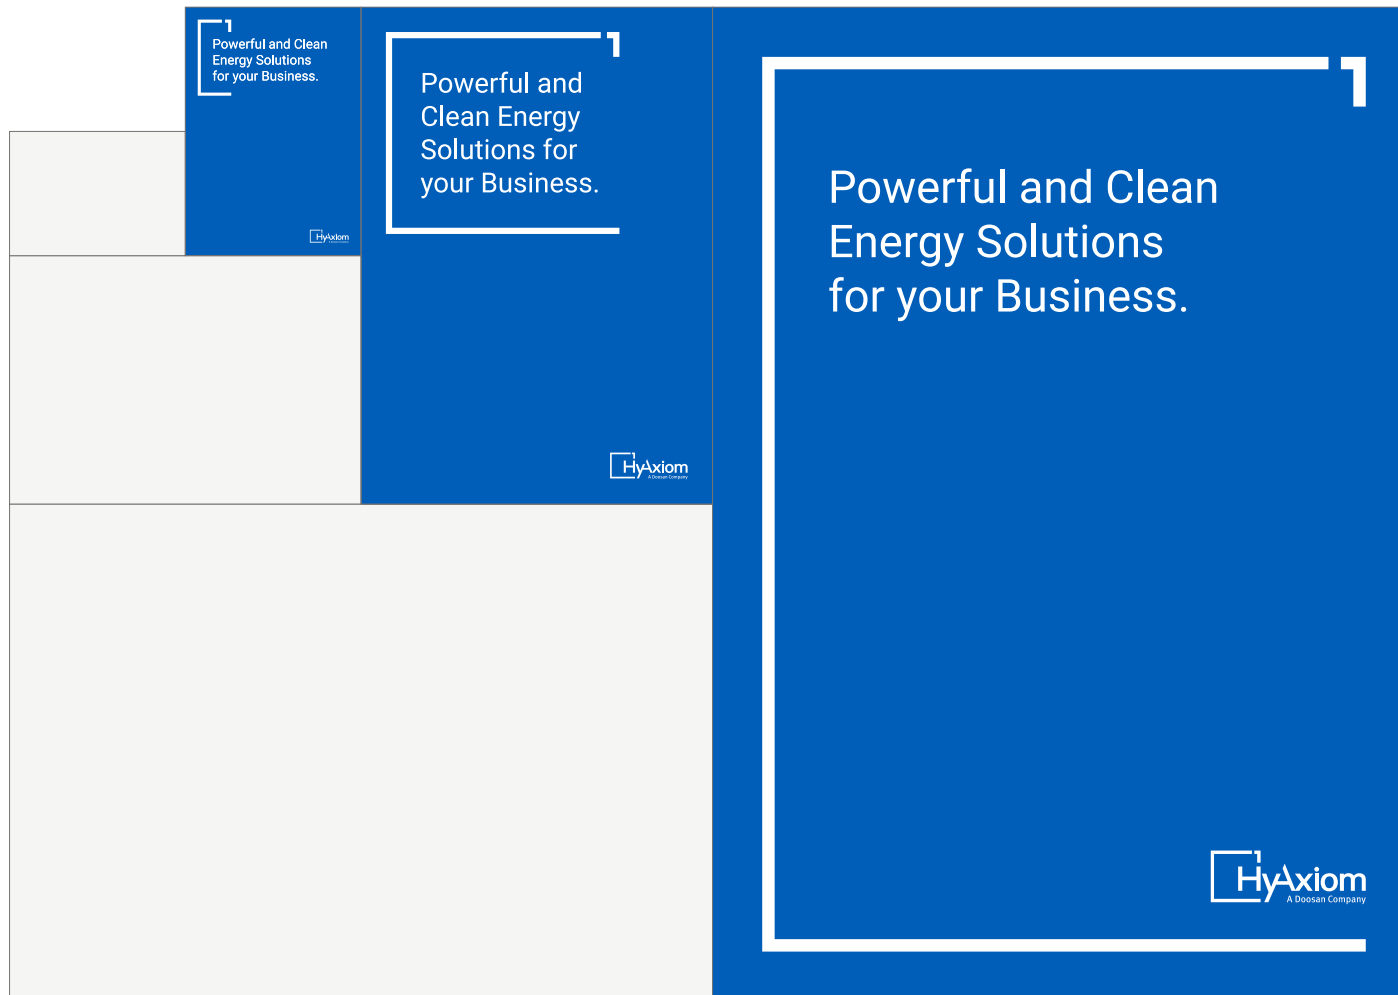 Powerful and Clean
Energy Solutions
for your Business.
HyAxiom
Powerful and
Clean Energy
Solutions for
your Business.
HyAxiom
A Doosan Company
Powerful and Clean
Energy Solutions
for your Business.
HyAxiom
A Doosan Company